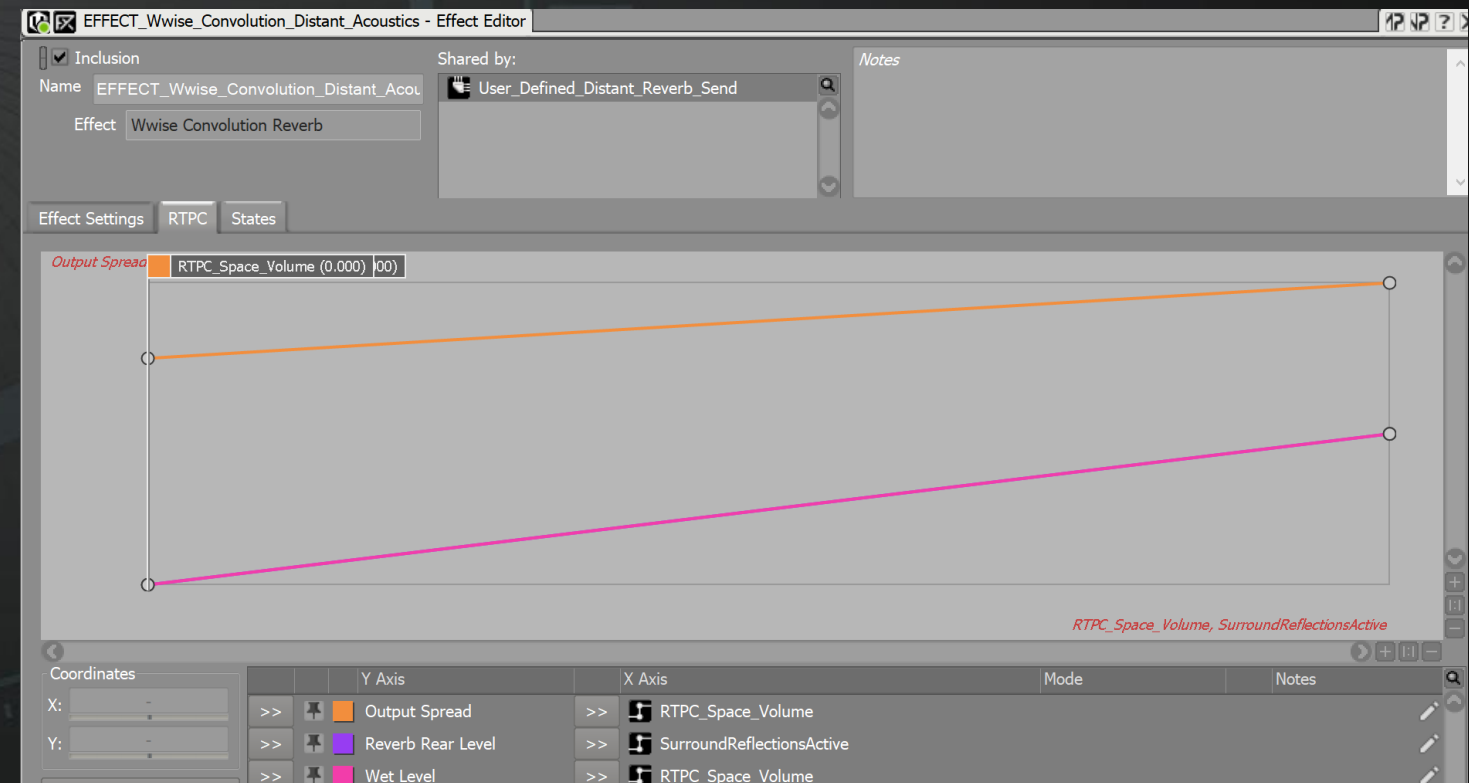 EFFECT_Wwise_Convolution_Distant_Acoustics - Effect Editor
Inclusion
Shared by:
Notes
Name
EFFECT_Wwise_Convolution_Distant_Acou
User_Defined_Distant_Reverb_Send
Effect
Wwise Convolution Reverb
Effect Settings
RTPC
States
Output Spread
RTPC_Space_Volume (0.000)
00)
RTPC_Space_Volume, SurroundReflectionsActive
Coordinates
Y Axis
X Axis
Mode
Notes
X:
-
>>
Output Spread
>>
RTPC_Space_Volume
Y:
-
>>
Reverb Rear Level
>>
SurroundReflectionsActive
>>
Wet Level
>>
RTPC_Space_Volume